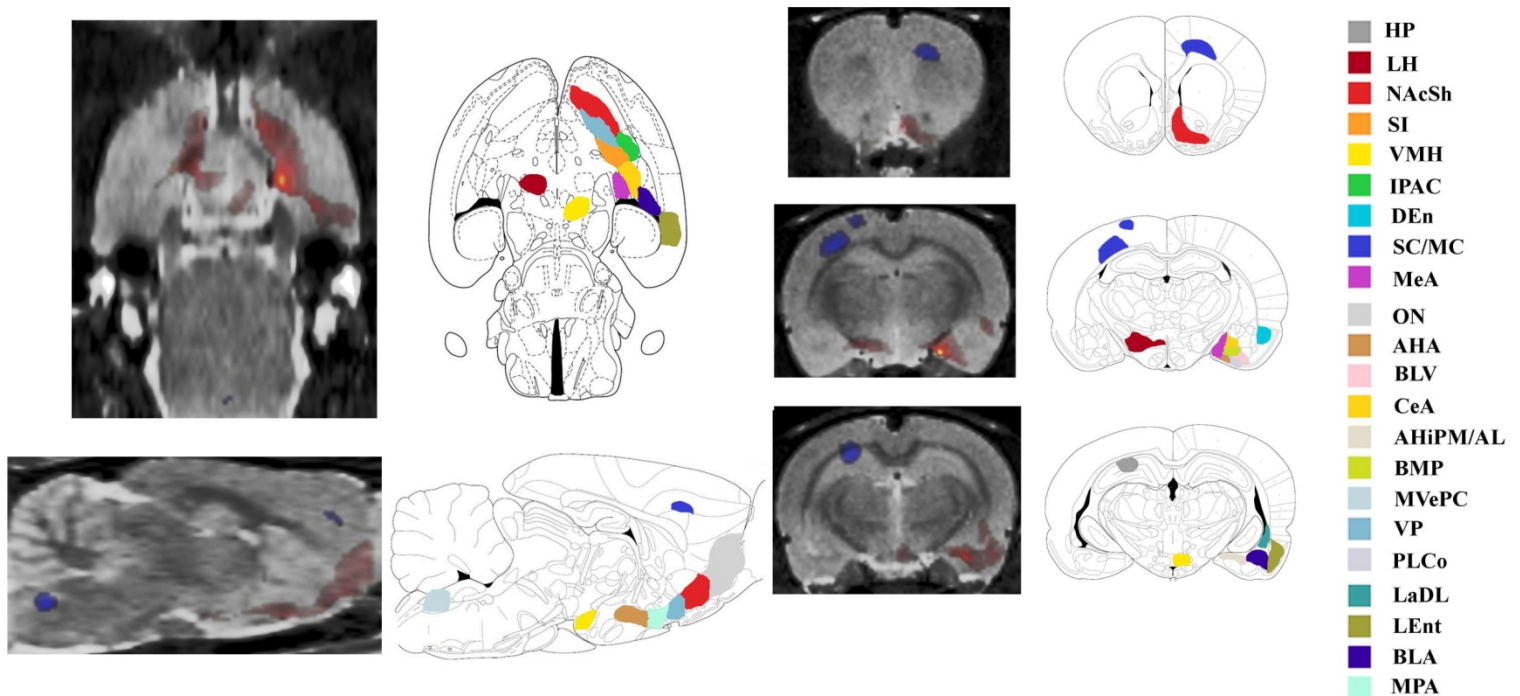 HP
LH
NAcSh
SI
VMH
IPAC
DEn
SC/MC
MeA
ON
AHA
BLV
CeA
AHiPM/AL
BMP
MVePC
VP
PLCo
LaDL
LEnt
BLA
MPA